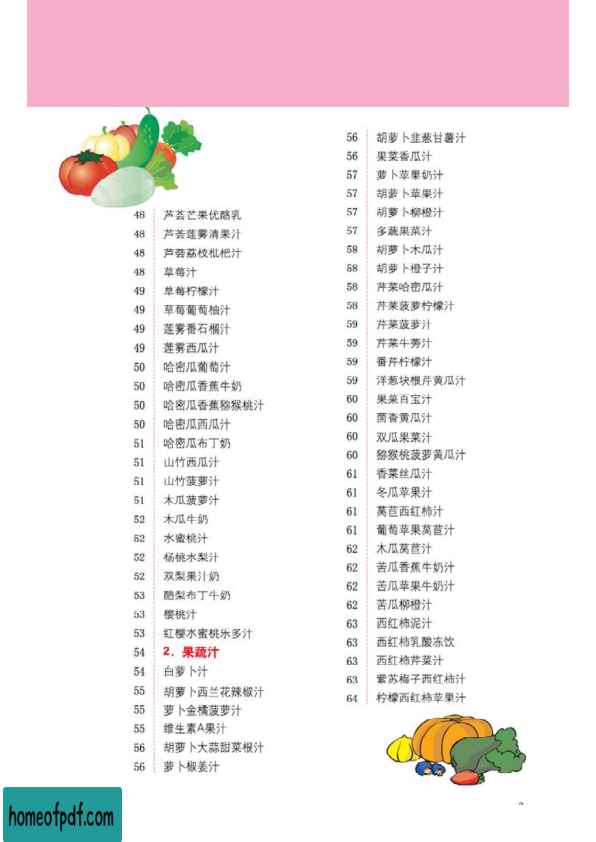 48 芦荟芒果优酪乳
48 芦荟莲雾清果汁
48 芦荟荔枝枇杷汁
48 草莓汁
49 草莓柠檬汁
49 草莓葡萄柚汁
49 莲雾番石榴汁
49 莲雾西瓜汁
50 哈密瓜葡萄汁
50 哈密瓜香蕉牛奶
50 哈密瓜香蕉猕猴桃汁
50 哈密瓜西瓜汁
51 哈密瓜布丁奶
51 山竹西瓜汁
51 山竹菠萝汁
51 木瓜菠萝汁
52 木瓜牛奶
52 水蜜桃汁
52 杨桃水梨汁
52 双梨果汁奶
53 酪梨布丁牛奶
53 樱桃汁
53 红樱水蜜桃乐多汁
54 2．果蔬汁
54 白萝卜汁
55 胡萝卜西兰花辣椒汁
55 萝卜金橘菠萝汁
55 维生素A果汁
56 胡萝卜大蒜甜菜根汁
56 萝卜椒姜汁
56 胡萝卜韭葱甘薯汁
56 果菜香瓜汁
57 萝卜苹果奶汁
57 胡萝卜苹果汁
57 胡萝卜柳橙汁
57 多蔬果菜汁
58 胡萝卜木瓜汁
58 胡萝卜橙子汁
58 芹菜哈密瓜汁
58 芹菜菠萝柠檬汁
59 芹菜菠萝汁
59 芹菜牛蒡汁
59 番芹柠檬汁
59 洋葱块根芹黄瓜汁
60 果菜百宝汁
60 茴香黄瓜汁
60 双瓜果菜汁
60 猕猴桃菠萝黄瓜汁
61 香菜丝瓜汁
61 冬瓜苹果汁
61 莴苣西红柿汁
61 葡萄苹果莴苣汁
62 木瓜莴苣汁
62 苦瓜香蕉牛奶汁
62 苦瓜苹果牛奶汁
62 苦瓜柳橙汁
63 西红柿泥汁
63 西红柿乳酸冻饮
63 西红柿芹菜汁
63 紫苏梅子西红柿汁
64 柠檬西红柿苹果汁
homeofpdf.com